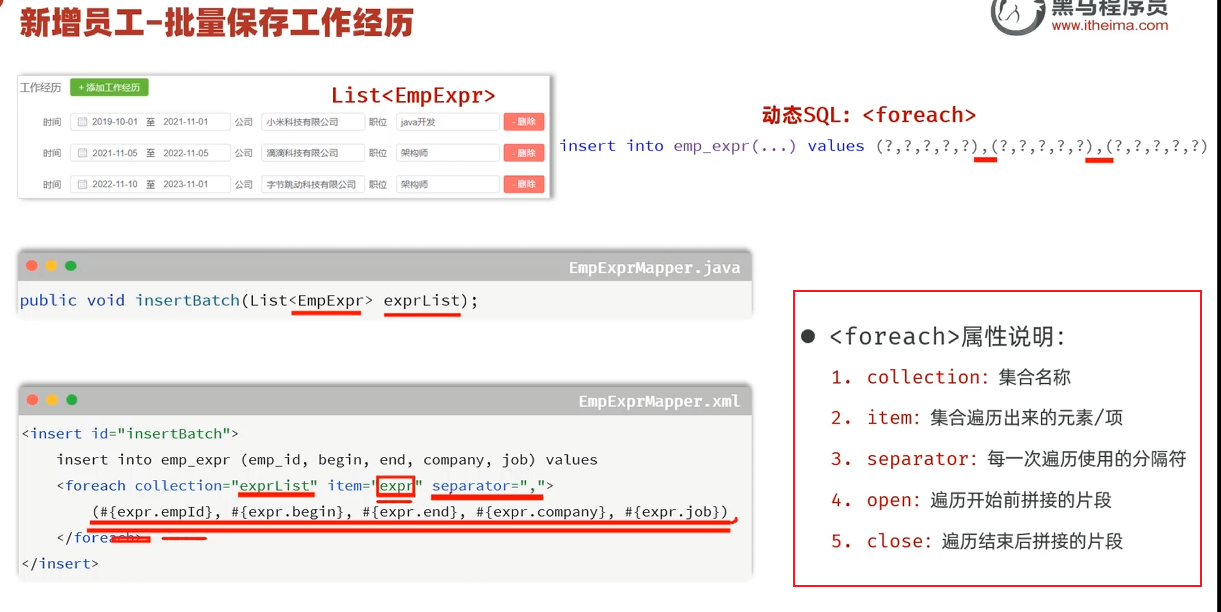 新增员工-批量保存工作经历
黑马程序员
www.itheima.com
工作经历 + 添加工作经历
List<EmpExpr>
时间 2019-10-01 至 2021-11-01 公司 小米科技有限公司 职位 java开发 - 删除
时间 2021-11-05 至 2022-11-05 公司 滴滴科技有限公司 职位 架构师 - 删除
时间 2022-11-10 至 2023-11-01 公司 字节跳动科技有限公司 职位 架构师 - 删除
动态SQL: <foreach>
insert into emp_expr(...) values (?,?,?,?,?),(?,?,?,?,?),(?,?,?,?,?)
EmpExprMapper.java
public void insertBatch(List<EmpExpr> exprList);
EmpExprMapper.xml
<insert id="insertBatch">
insert into emp_expr (emp_id, begin, end, company, job) values
<foreach collection="exprList" item="expr" separator=",">
(#{expr.empId}, #{expr.begin}, #{expr.end}, #{expr.company}, #{expr.job})
</foreach>
</insert>
● <foreach>属性说明：
1. collection：集合名称
2. item：集合遍历出来的元素/项
3. separator：每一次遍历使用的分隔符
4. open：遍历开始前拼接的片段
5. close：遍历结束后拼接的片段